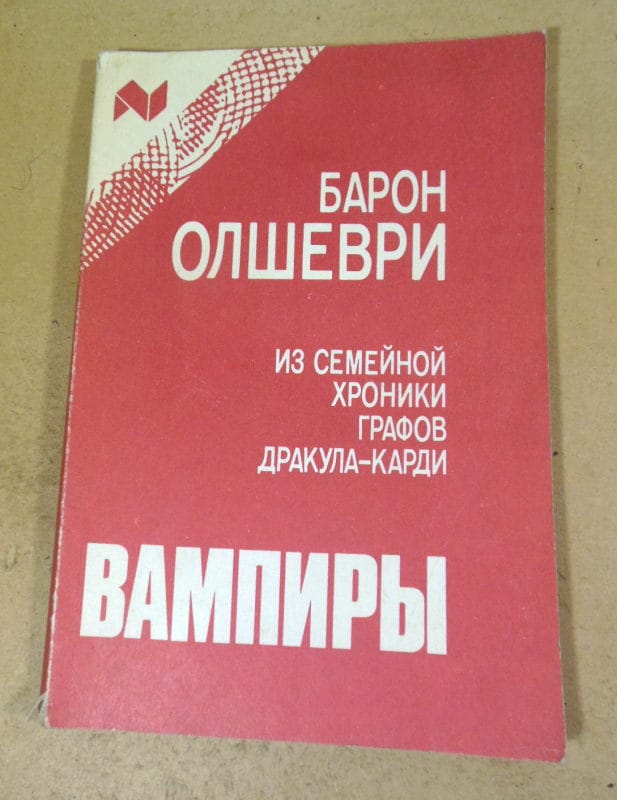 БАРОН
ОЛШЕВРИ
ИЗ СЕМЕЙНОЙ
ХРОНИКИ
ГРАФОВ
ДРАКУЛА-КАРДИ
ВАМПИРЫ